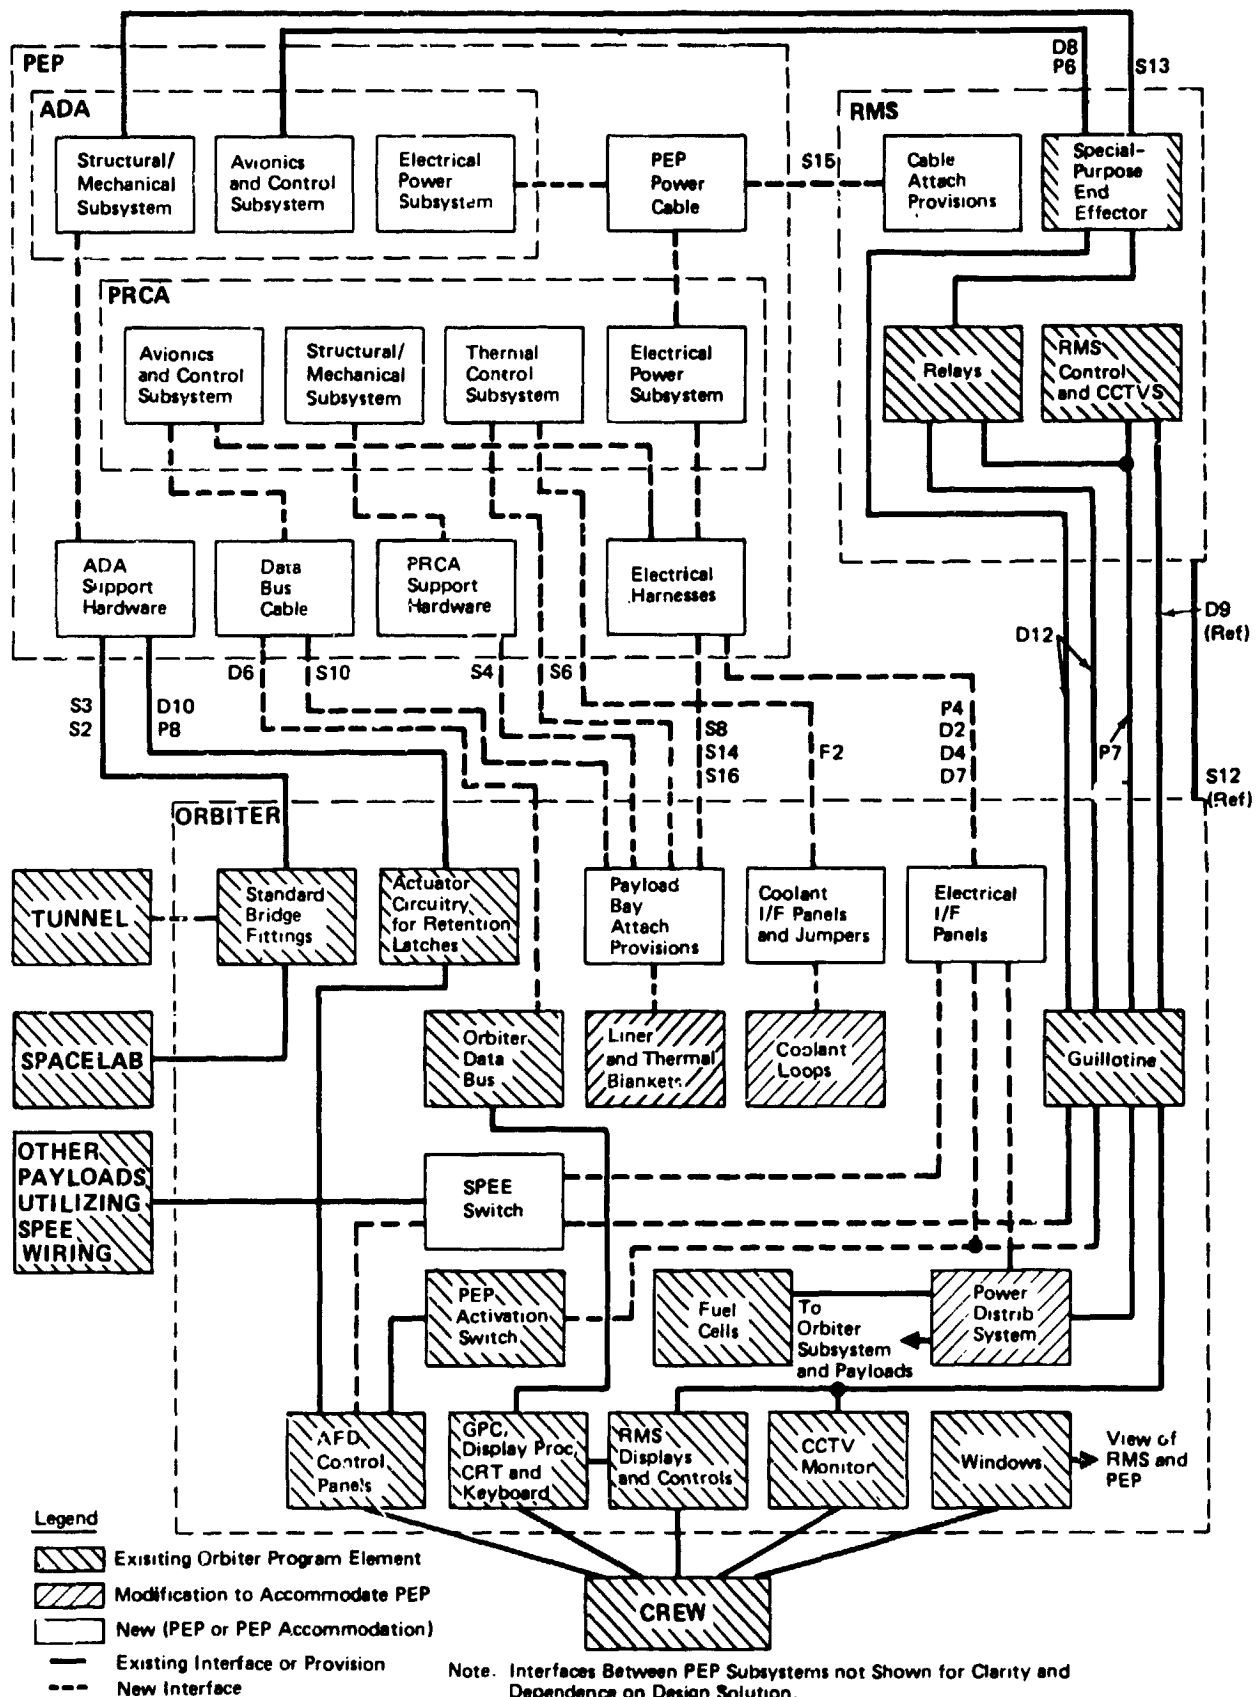 D8
P6
S13
PEP
ADA
RMS
Structural/
Mechanical
Subsystem
Avionics
and Control
Subsystem
Electrical
Power
Subsystem
PEP
Power
Cable
S15
Cable
Attach
Provisions
Special-
Purpose
End
Effector
PRCA
Avionics
and Control
Subsystem
Structural/
Mechanical
Subsystem
Thermal
Control
Subsystem
Electrical
Power
Subsystem
Relays
RMS
Control
and CCTVS
ADA
Support
Hardware
Data
Bus
Cable
PRCA
Support
Hardware
Electrical
Harnesses
D9
(Ref)
D12
D6
S10
S4
S6
S3
S2
D10
P8
S8
S14
S16
F2
P4
D2
D4
D7
P7
S12
(Ref)
ORBITER
TUNNEL
Standard
Bridge
Fittings
Actuator
Circuitry
for Retention
Latches
Payload
Bay
Attach
Provisions
Coolant
I/F Panels
and Jumpers
Electrical
I/F
Panels
SPACELAB
Orbiter
Data
Bus
Liner
and Thermal
Blankets
Coolant
Loops
Guillotine
OTHER
PAYLOADS
UTILIZING
SPEE
WIRING
SPEE
Switch
PEP
Activation
Switch
Fuel
Cells
To
Orbiter
Subsystem
and Payloads
Power
Distrib
System
AFD
Control
Panels
GPC,
Display Proc,
CRT and
Keyboard
RMS
Displays
and Controls
CCTV
Monitor
Windows
View of
RMS and
PEP
Legend
Exisiting Orbiter Program Element
Modification to Accommodate PEP
New (PEP or PEP Accommodation)
Existing Interface or Provision
New Interface
CREW
Note. Interfaces Between PEP Subsystems not Shown for Clarity and
Dependence on Design Solution.